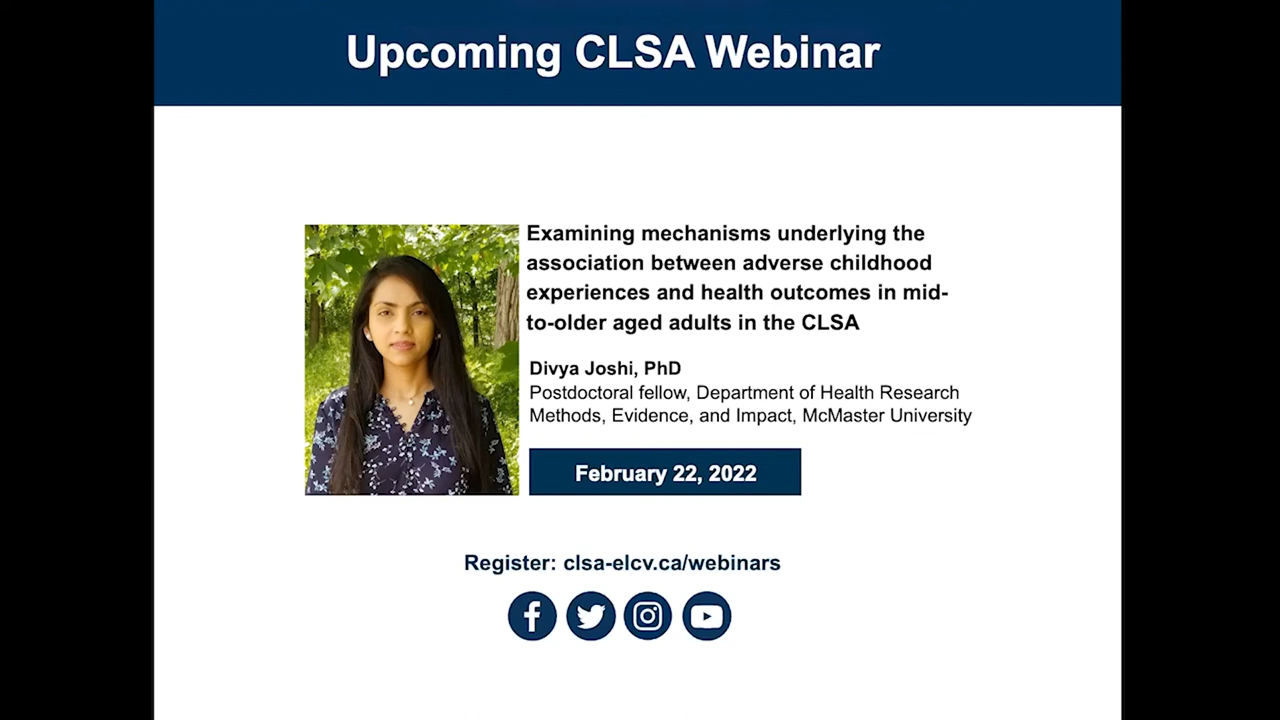 Upcoming CLSA Webinar
Examining mechanisms underlying the
association between adverse childhood
experiences and health outcomes in mid-
to-older aged adults in the CLSA
Divya Joshi, PhD
Postdoctoral fellow, Department of Health Research
Methods, Evidence, and Impact, McMaster University
February 22, 2022
Register: clsa-elcv.ca/webinars